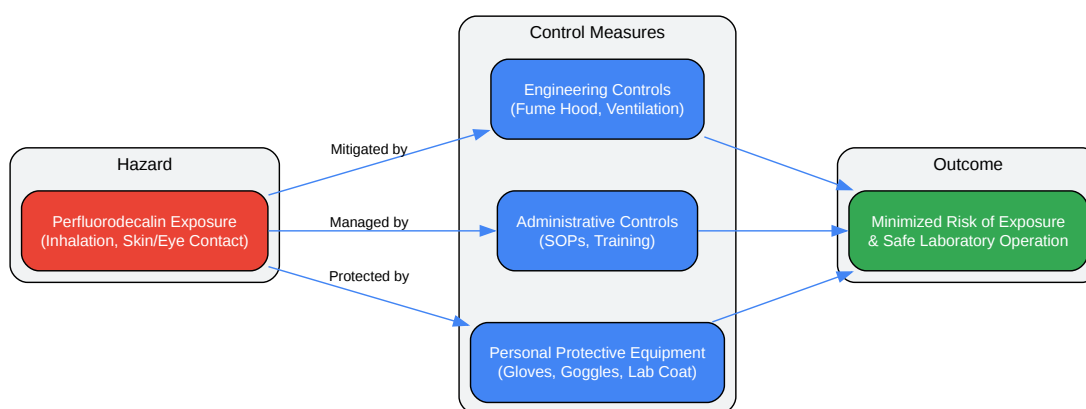 Control Measures
Engineering Controls
(Fume Hood, Ventilation)
Mitigated by
Hazard
Outcome
Perfluorodecalin Exposure
(Inhalation, Skin/Eye Contact)
Managed by
Administrative Controls
(SOPs, Training)
Minimized Risk of Exposure
& Safe Laboratory Operation
Protected by
Personal Protective Equipment
(Gloves, Goggles, Lab Coat)